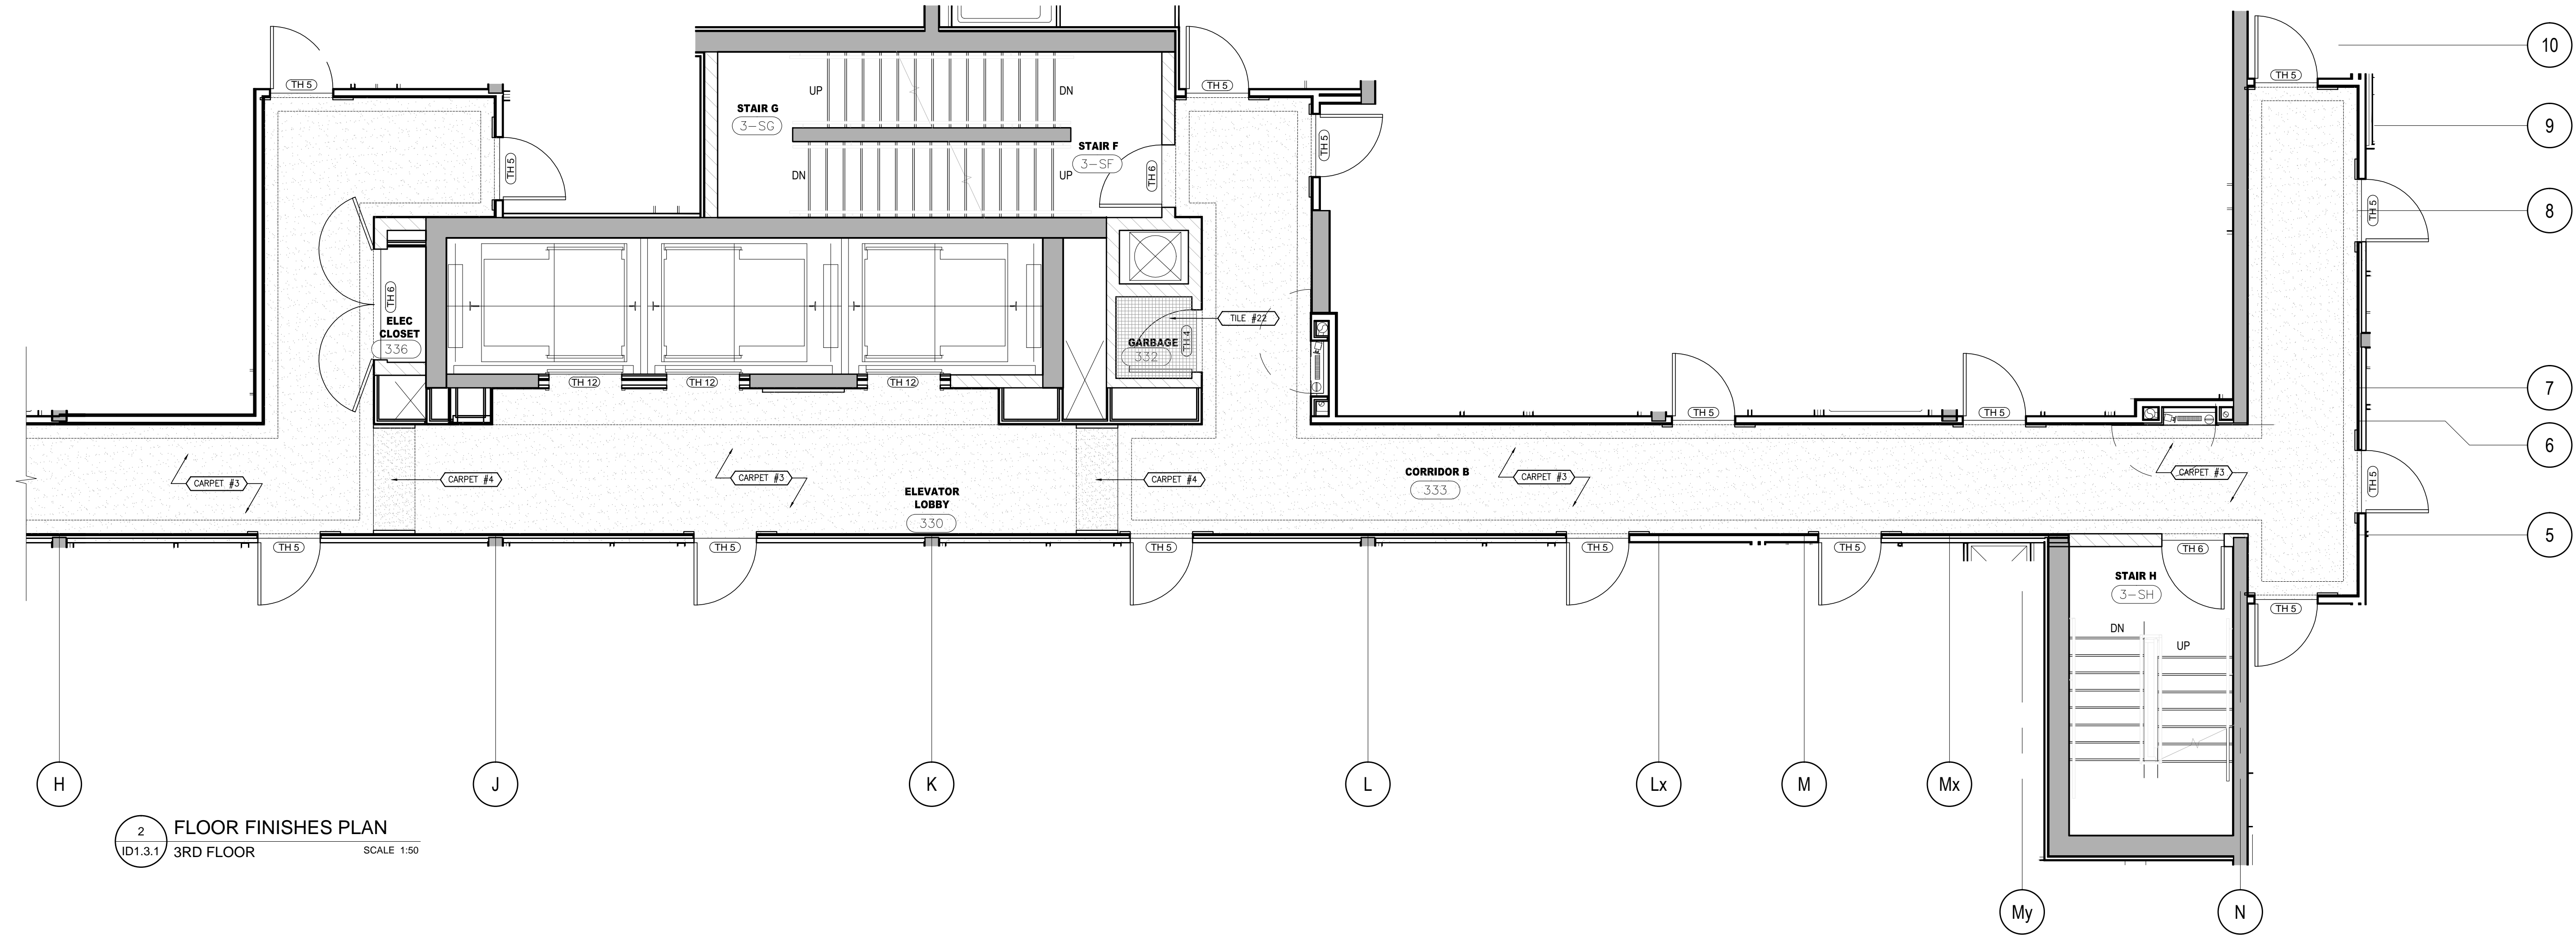 10
TH 5
TH 5
TH 5
UP
DN
STAIR G
3-SG
9
STAIR F
3-SF
TH 5
TH 5
DN
UP
TH 6
TH 5
8
TH 6
ELEC
CLOSET
336
TILE #22
GARBAGE
332
TH 4
TH 12
TH 12
TH 12
7
TH 5
TH 5
6
CARPET #3
CARPET #4
CARPET #3
CARPET #4
CORRIDOR B
333
CARPET #3
CARPET #3
TH 5
ELEVATOR
LOBBY
330
5
TH 5
TH 5
TH 5
TH 5
TH 5
TH 6
STAIR H
3-SH
TH 5
DN
UP
H
J
K
L
Lx
M
Mx
2
ID1.3.1
FLOOR FINISHES PLAN
3RD FLOOR
SCALE 1:50
My
N